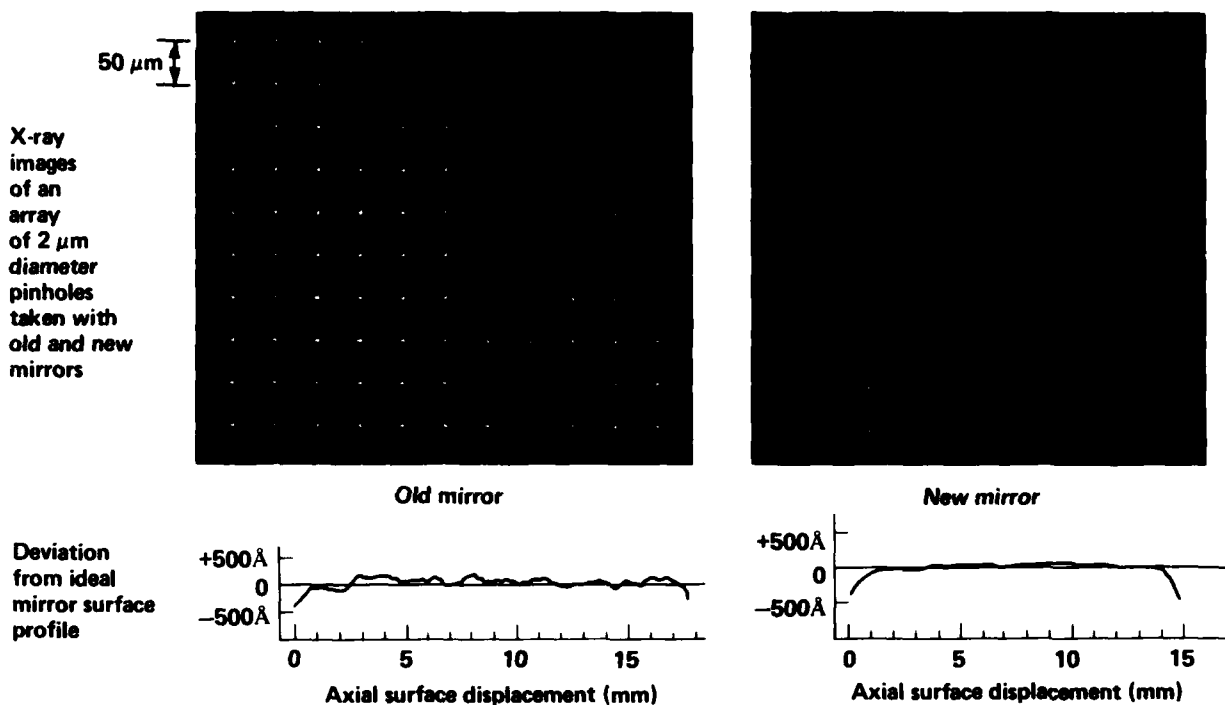 50 μm
X-ray
images
of an
array
of 2 μm
diameter
pinholes
taken with
old and new
mirrors
Old mirror
New mirror
Deviation
from ideal
mirror surface
profile
+500Å
0
−500Å
0 5 10 15
Axial surface displacement (mm)
+500Å
0
−500Å
0 5 10 15
Axial surface displacement (mm)